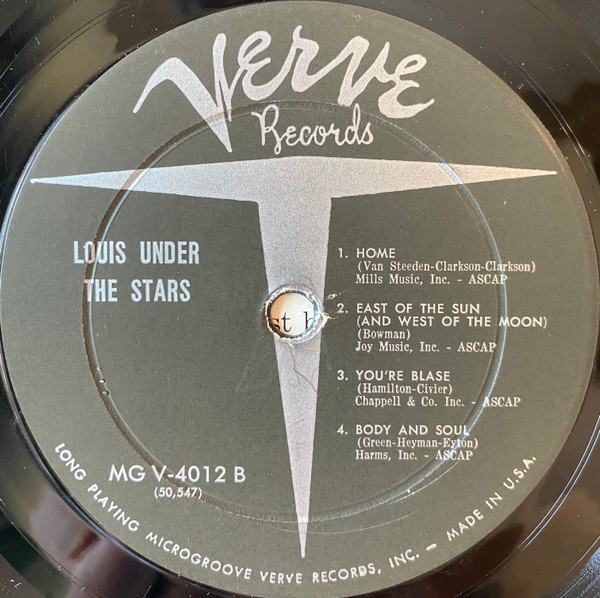 Verve
Records
LOUIS UNDER
THE STARS
1. HOME
(Van Steeden-Clarkson-Clarkson)
Mills Music, Inc. - ASCAP
2. EAST OF THE SUN
(AND WEST OF THE MOON)
(Bowman)
Joy Music, Inc. - ASCAP
3. YOU'RE BLASE
(Hamilton-Civier)
Chappell & Co. Inc. - ASCAP
4. BODY AND SOUL
(Green-Heyman-Eyton)
Harms, Inc. - ASCAP
MG V-4012 B
(50,547)
LONG PLAYING MICROGROOVE VERVE RECORDS, INC. — MADE IN U.S.A.